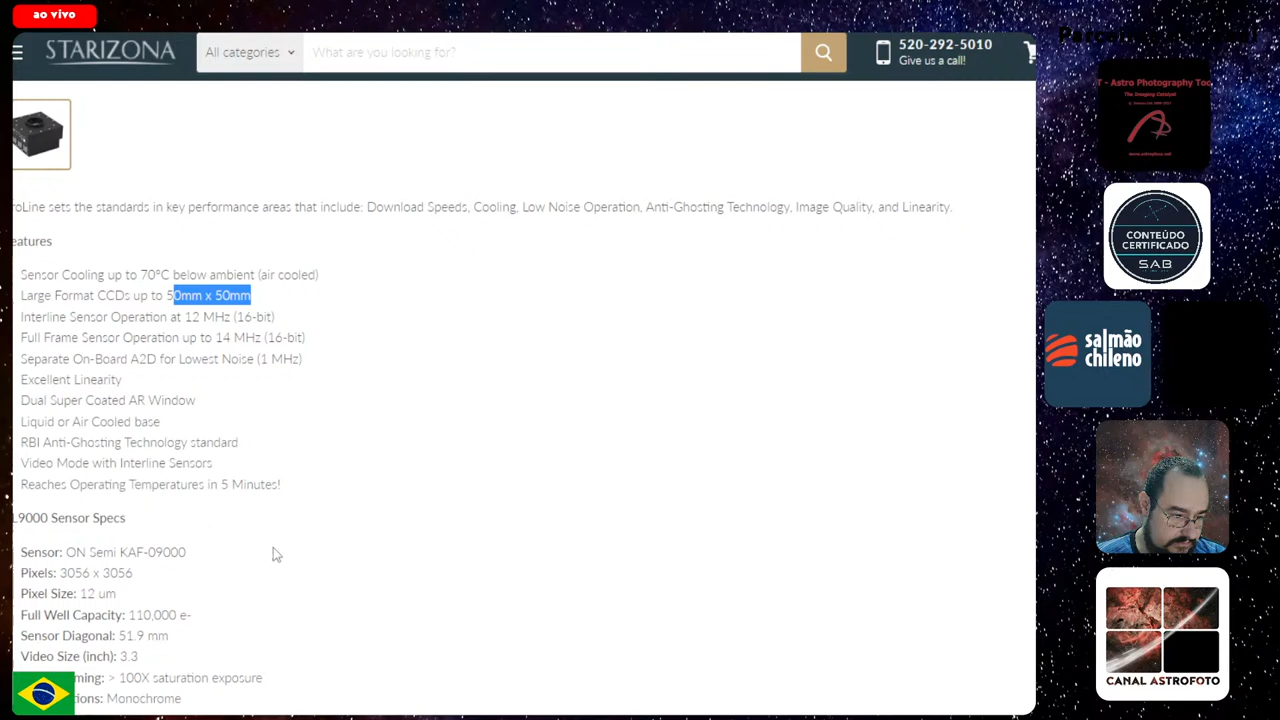 ao vivo
STARIZONA
All categories
What are you looking for?
520-292-5010
Give us a call!
T - Astro Photography Too
The Imaging Catalyst
CONTEÚDO
CERTIFICADO
SAB
salmão
chileno
CANAL ASTROFOTO
roLine sets the standards in key performance areas that include: Download Speeds, Cooling, Low Noise Operation, Anti-Ghosting Technology, Image Quality, and Linearity.
eatures
Sensor Cooling up to 70°C below ambient (air cooled)
Large Format CCDs up to 50mm x 50mm
Interline Sensor Operation at 12 MHz (16-bit)
Full Frame Sensor Operation up to 14 MHz (16-bit)
Separate On-Board A2D for Lowest Noise (1 MHz)
Excellent Linearity
Dual Super Coated AR Window
Liquid or Air Cooled base
RBI Anti-Ghosting Technology standard
Video Mode with Interline Sensors
Reaches Operating Temperatures in 5 Minutes!
L9000 Sensor Specs
Sensor: ON Semi KAF-09000
Pixels: 3056 x 3056
Pixel Size: 12 um
Full Well Capacity: 110,000 e-
Sensor Diagonal: 51.9 mm
Video Size (inch): 3.3
ming: > 100X saturation exposure
tions: Monochrome